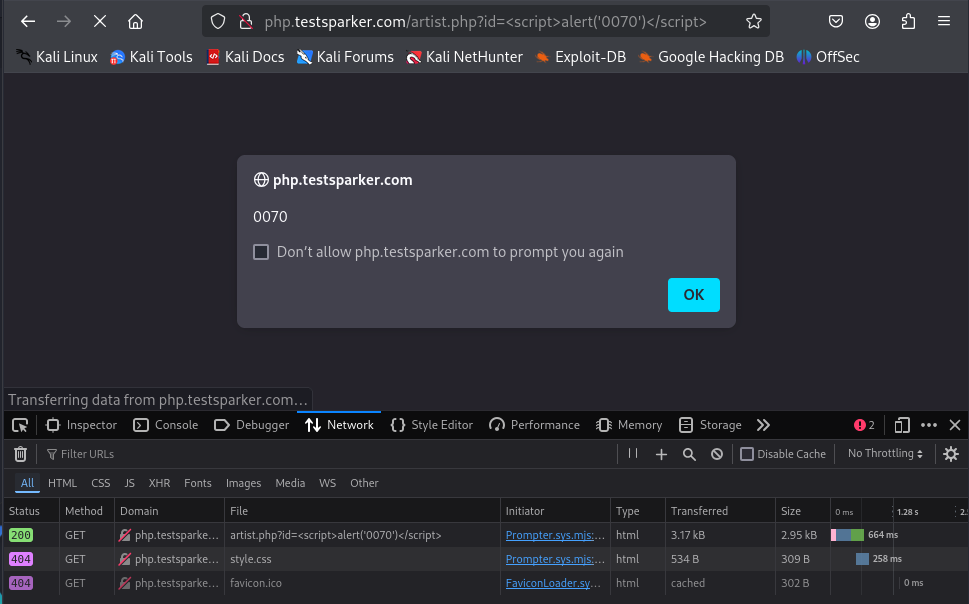 php.testsparker.com/artist.php?id=<script>alert('0070')</script>
Kali Linux Kali Tools Kali Docs Kali Forums Kali NetHunter Exploit-DB Google Hacking DB OffSec
php.testsparker.com
0070
Don't allow php.testsparker.com to prompt you again
OK
Transferring data from php.testsparker.com…
Inspector Console Debugger Network Style Editor Performance Memory Storage 2
Filter URLs Disable Cache No Throttling
All HTML CSS JS XHR Fonts Images Media WS Other
Status Method Domain File Initiator Type Transferred Size 0 ms 1.28 s 2.5
200 GET php.testsparke… artist.php?id=<script>alert('0070')</script> Prompter.sys.mjs:… html 3.17 kB 2.95 kB 664 ms
404 GET php.testsparke… style.css Prompter.sys.mjs:… html 534 B 309 B 258 ms
404 GET php.testsparke… favicon.ico FaviconLoader.sy… html cached 302 B 0 ms